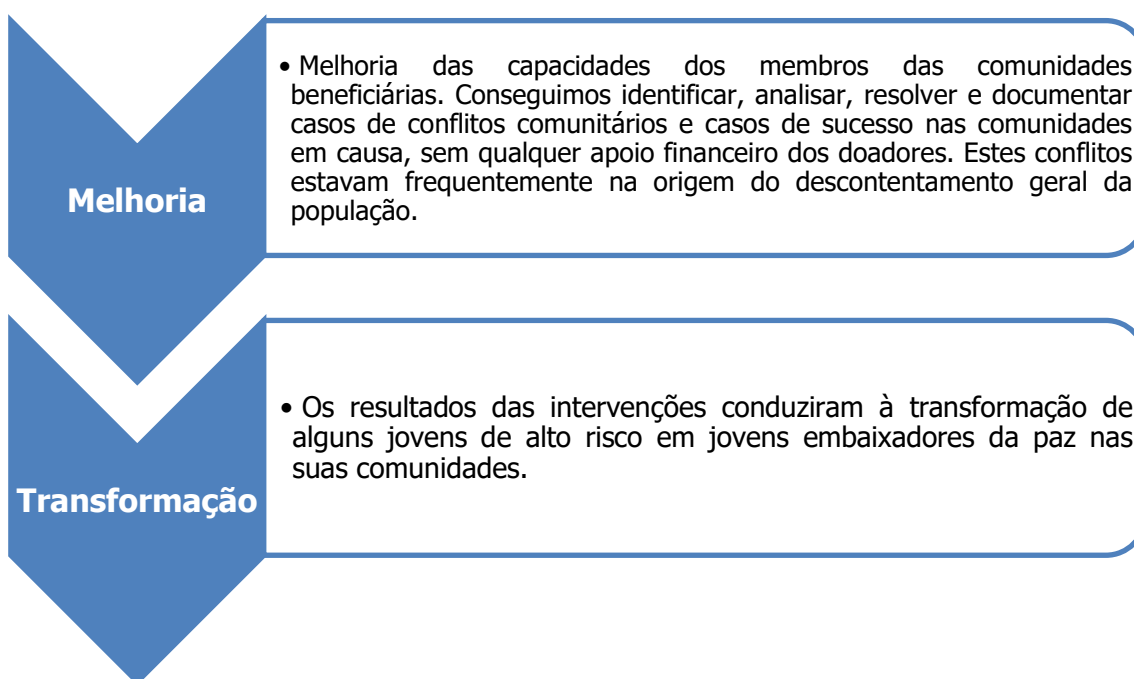 Melhoria
• Melhoria das capacidades dos membros das comunidades
beneficiárias. Conseguimos identificar, analisar, resolver e documentar
casos de conflitos comunitários e casos de sucesso nas comunidades
em causa, sem qualquer apoio financeiro dos doadores. Estes conflitos
estavam frequentemente na origem do descontentamento geral da
população.
Transformação
• Os resultados das intervenções conduziram à transformação de
alguns jovens de alto risco em jovens embaixadores da paz nas
suas comunidades.